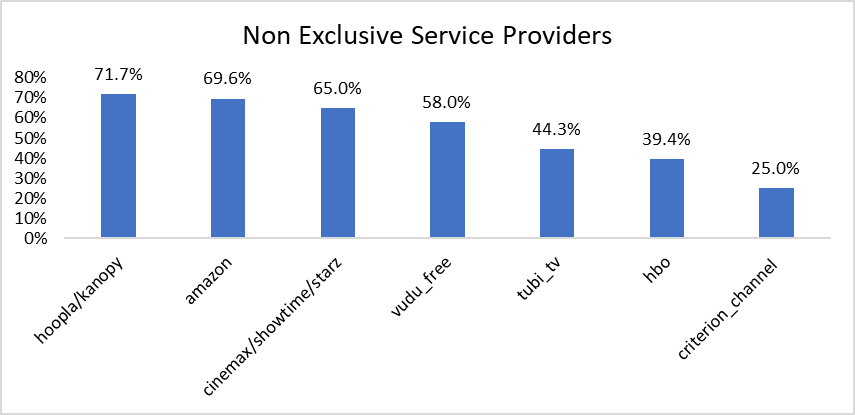 Non Exclusive Service Providers
80%
70%
60%
50%
40%
30%
20%
10%
0%
71.7%
69.6%
65.0%
58.0%
44.3%
39.4%
25.0%
hoopla/kanopy
amazon
cinemax/showtime/starz
vudu_free
tubi_tv
hbo
criterion_channel